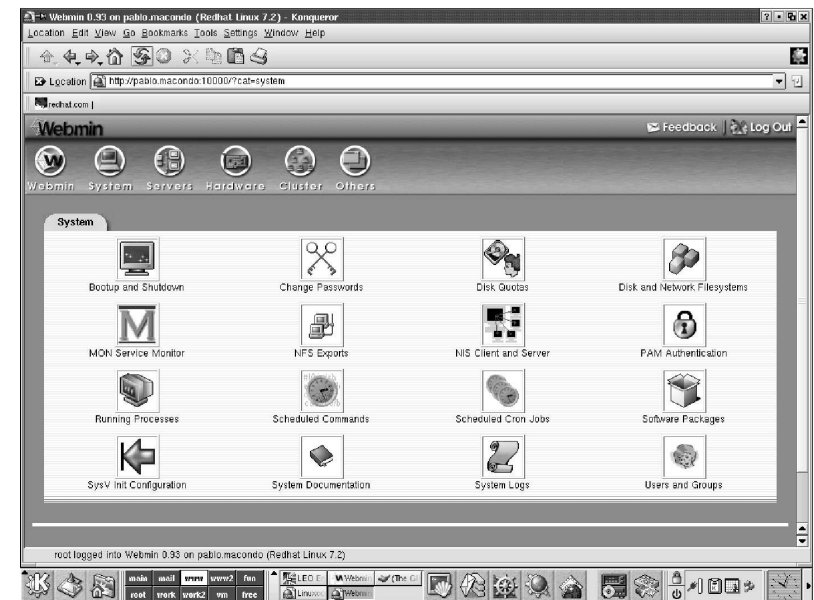 Webmin 0.93 on pablo.macondo (Redhat Linux 7.2) - Konqueror
Location Edit View Go Bookmarks Tools Settings Window Help
Location http://pablo.macondo:10000/?cat=system
redhat.com |
Webmin Feedback | Log Out
Webmin System Servers Hardware Cluster Others
System
Bootup and Shutdown Change Passwords Disk Quotas Disk and Network Filesystems
MON Service Monitor NFS Exports NIS Client and Server PAM Authentication
Running Processes Scheduled Commands Scheduled Cron Jobs Software Packages
SysV Init Configuration System Documentation System Logs Users and Groups
root logged into Webmin 0.93 on pablo.macondo (Redhat Linux 7.2)
main mail www www2 fun LEO E Webmin (The G
root work work2 vm free Linuxco Webmin